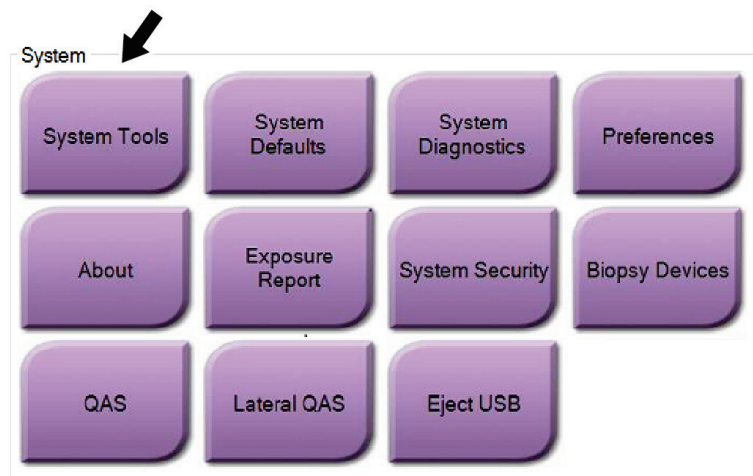 System
System Tools
System
Defaults
System
Diagnostics
Preferences
About
Exposure
Report
System Security
Biopsy Devices
QAS
Lateral QAS
Eject USB